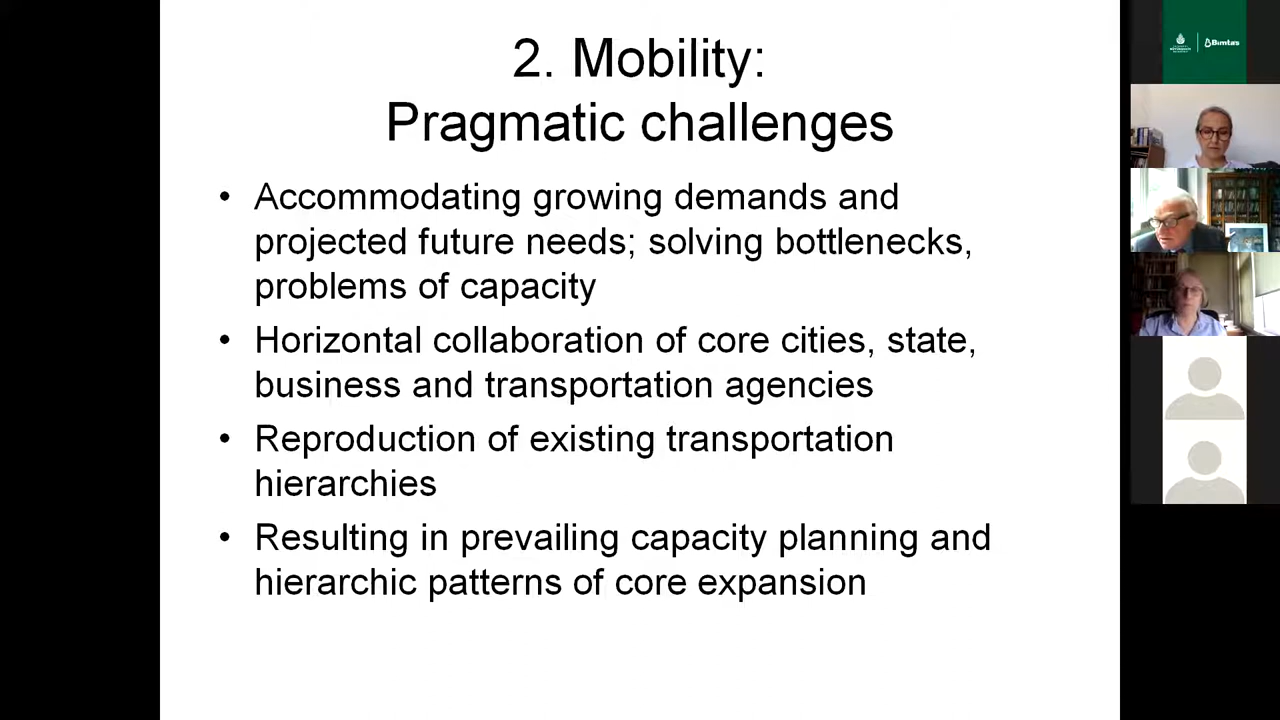 2. Mobility:
Pragmatic challenges
• Accommodating growing demands and
projected future needs; solving bottlenecks,
problems of capacity
• Horizontal collaboration of core cities, state,
business and transportation agencies
• Reproduction of existing transportation
hierarchies
• Resulting in prevailing capacity planning and
hierarchic patterns of core expansion
Bimtaş